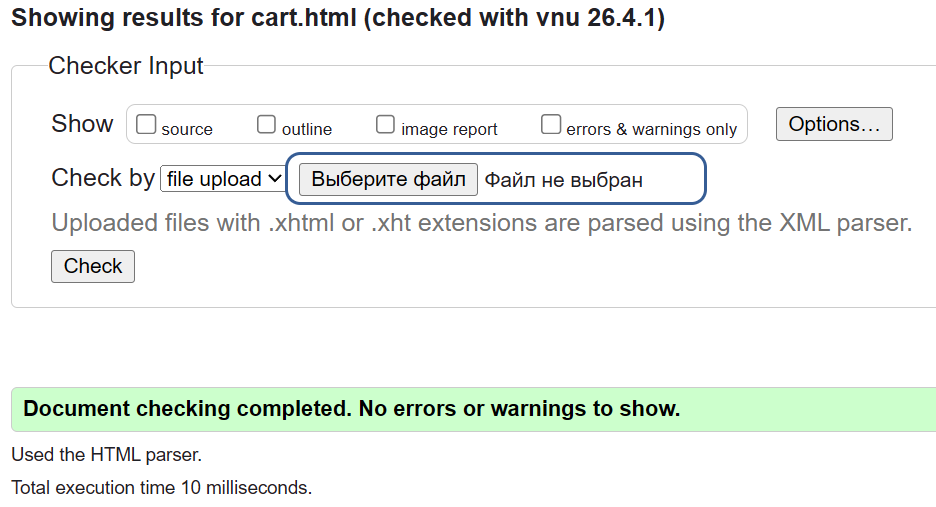 Showing results for cart.html (checked with vnu 26.4.1)
Checker Input
Show source outline image report errors & warnings only Options…
Check by file upload Выберите файл Файл не выбран
Uploaded files with .xhtml or .xht extensions are parsed using the XML parser.
Check
Document checking completed. No errors or warnings to show.
Used the HTML parser.
Total execution time 10 milliseconds.